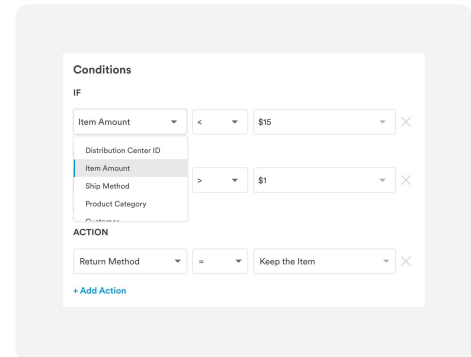 Conditions
IF
Item Amount < $15
Distribution Center ID
Item Amount
Ship Method > $1
Product Category
Customer
ACTION
Return Method = Keep the Item
+ Add Action